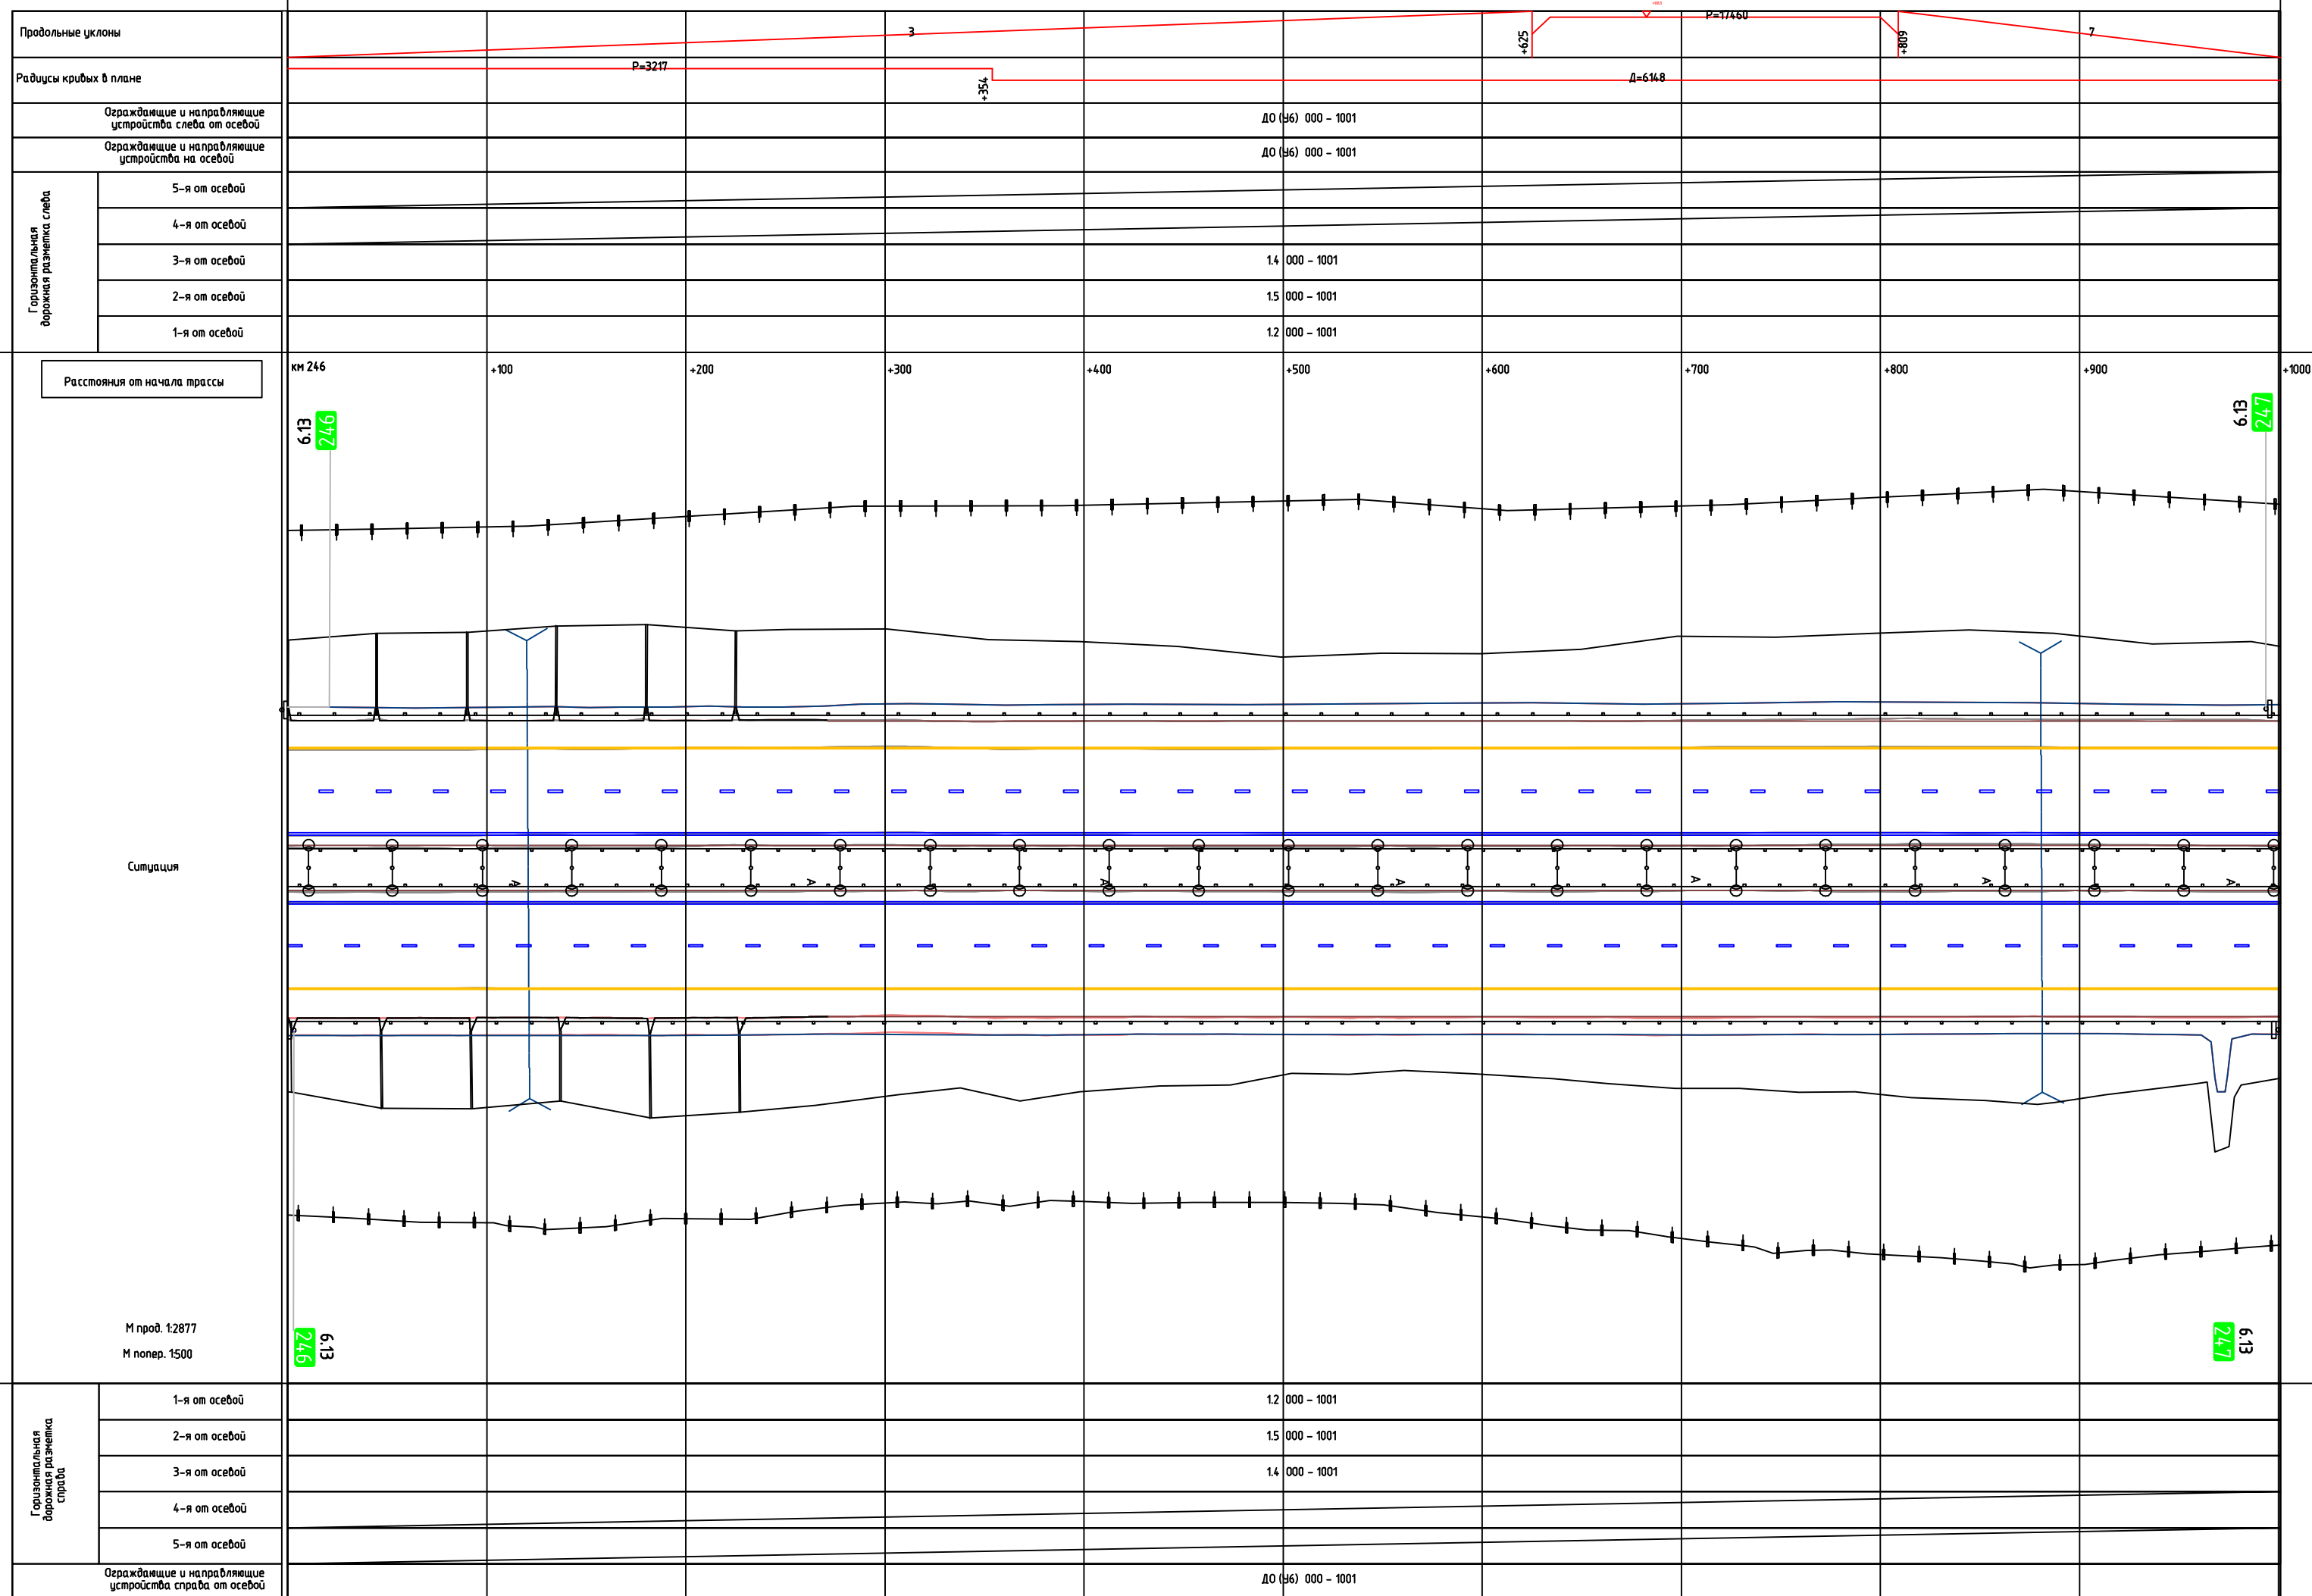 Продольные уклоны
3
+625
Р=17460
+809
7
Радиусы кривых в плане
Р=3217
+354
Д=6148
Ограждающие и направляющие
устройства слева от осевой
ДО (У6) 000 - 1001
Ограждающие и направляющие
устройства на осевой
ДО (У6) 000 - 1001
Горизонтальная
дорожная разметка слева
5-я от осевой
4-я от осевой
3-я от осевой
1.4 000 - 1001
2-я от осевой
1.5 000 - 1001
1-я от осевой
1.2 000 - 1001
Расстояния от начала трассы
км 246
+100
+200
+300
+400
+500
+600
+700
+800
+900
+1000
6.13
246
6.13
247
Ситуация
А
А
А
А
А
А
А
М прод. 1:2877
М попер. 1:500
246
6.13
247
6.13
Горизонтальная
дорожная разметка
справа
1-я от осевой
1.2 000 - 1001
2-я от осевой
1.5 000 - 1001
3-я от осевой
1.4 000 - 1001
4-я от осевой
5-я от осевой
Ограждающие и направляющие
устройства справа от осевой
ДО (У6) 000 - 1001